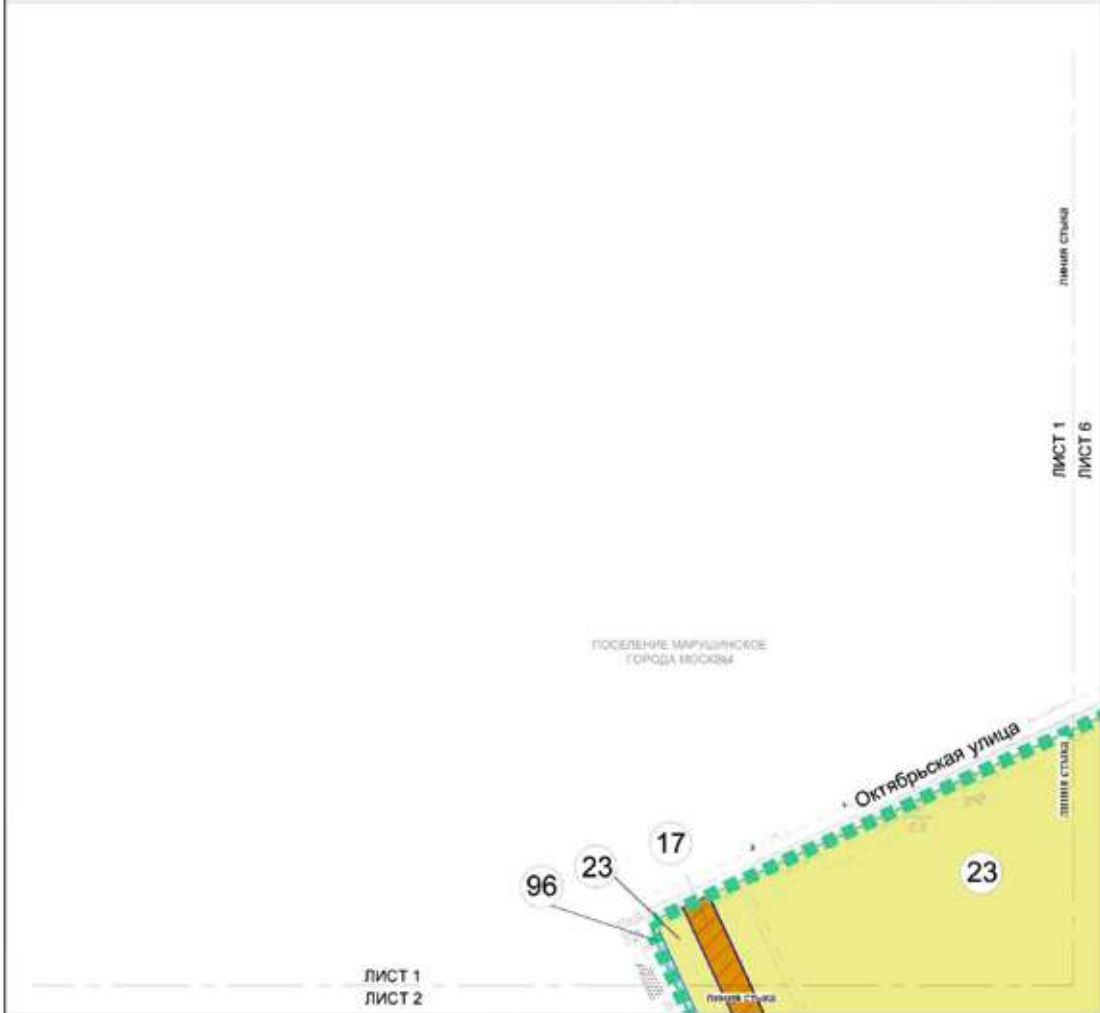 линия стыка
ЛИСТ 1
ЛИСТ 6
ПОСЕЛЕНИЕ МАРУШКИНСКОЕ
ГОРОДА МОСКВЫ
Октябрьская улица
линия стыка
17
23
96
23
ЛИСТ 1
ЛИСТ 2
линия стыка